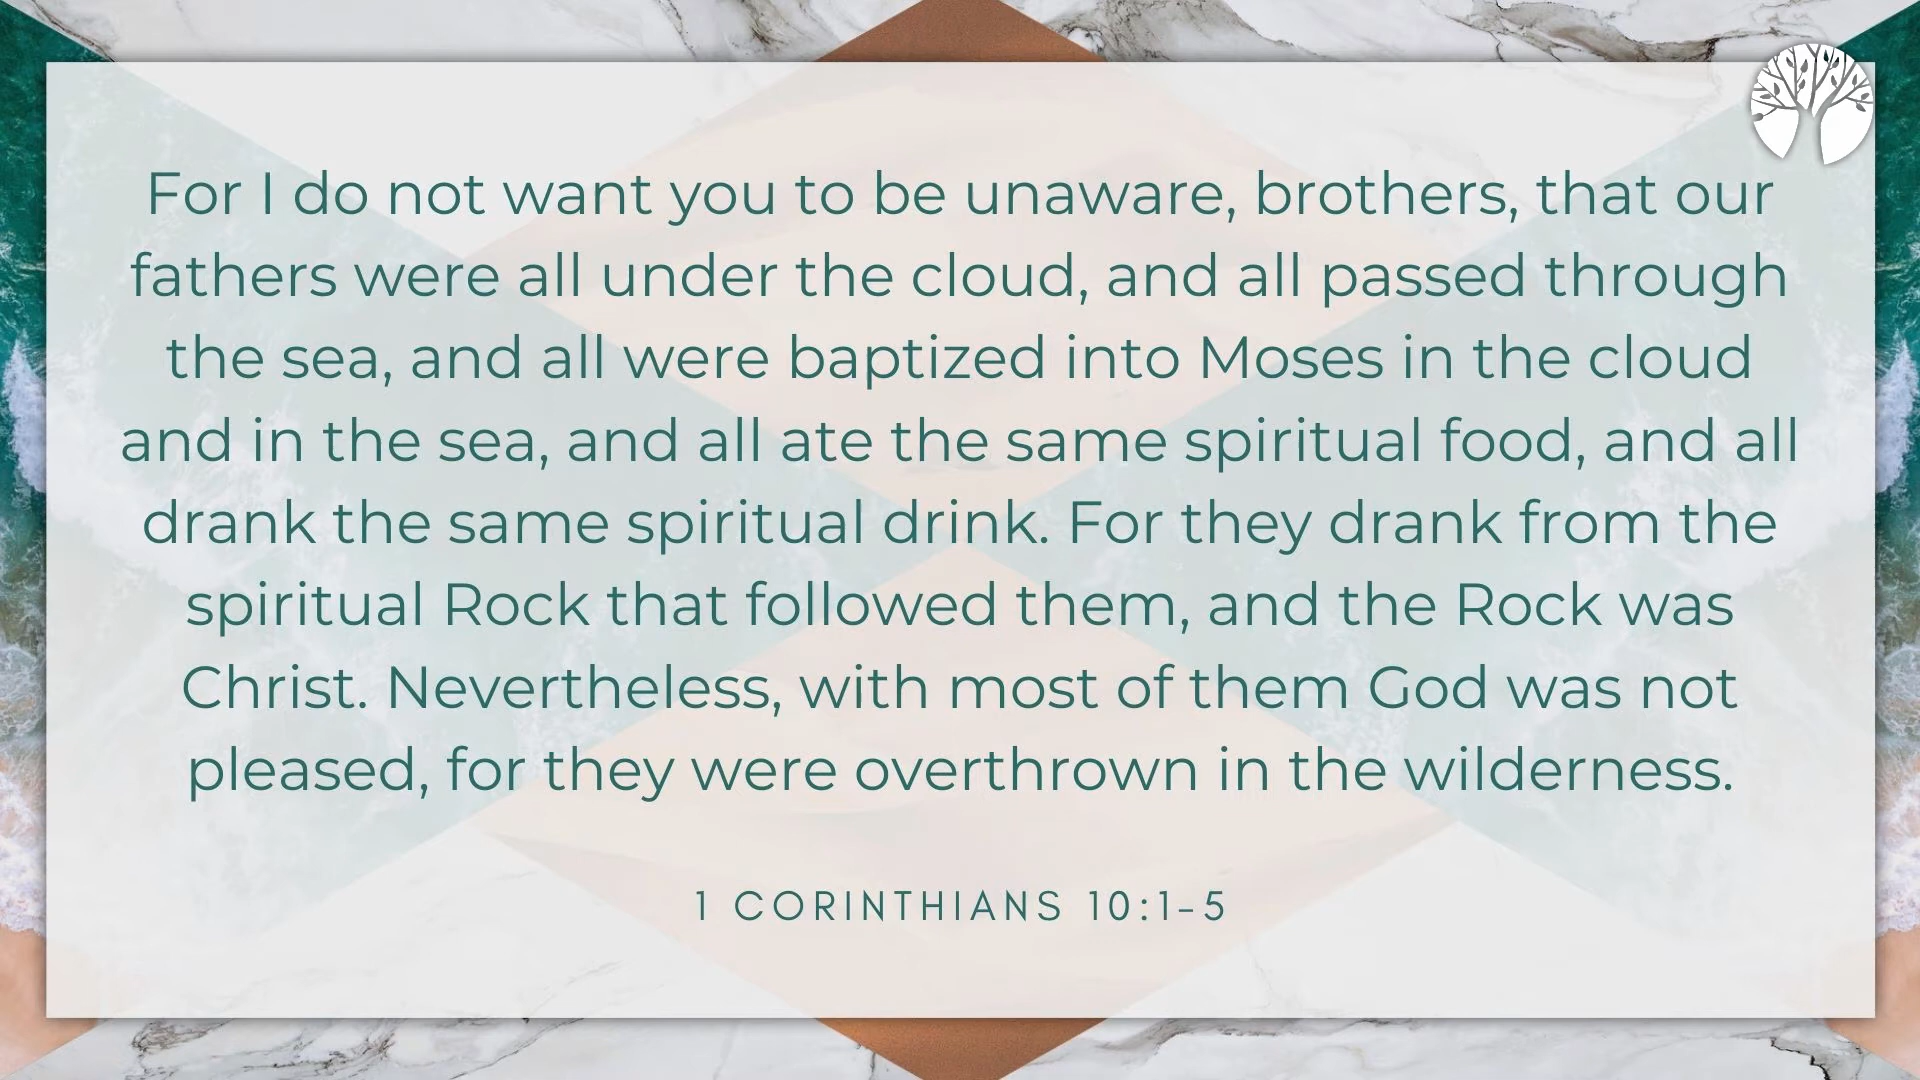 For I do not want you to be unaware, brothers, that our
fathers were all under the cloud, and all passed through
the sea, and all were baptized into Moses in the cloud
and in the sea, and all ate the same spiritual food, and all
drank the same spiritual drink. For they drank from the
spiritual Rock that followed them, and the Rock was
Christ. Nevertheless, with most of them God was not
pleased, for they were overthrown in the wilderness.
1 CORINTHIANS 10:1-5